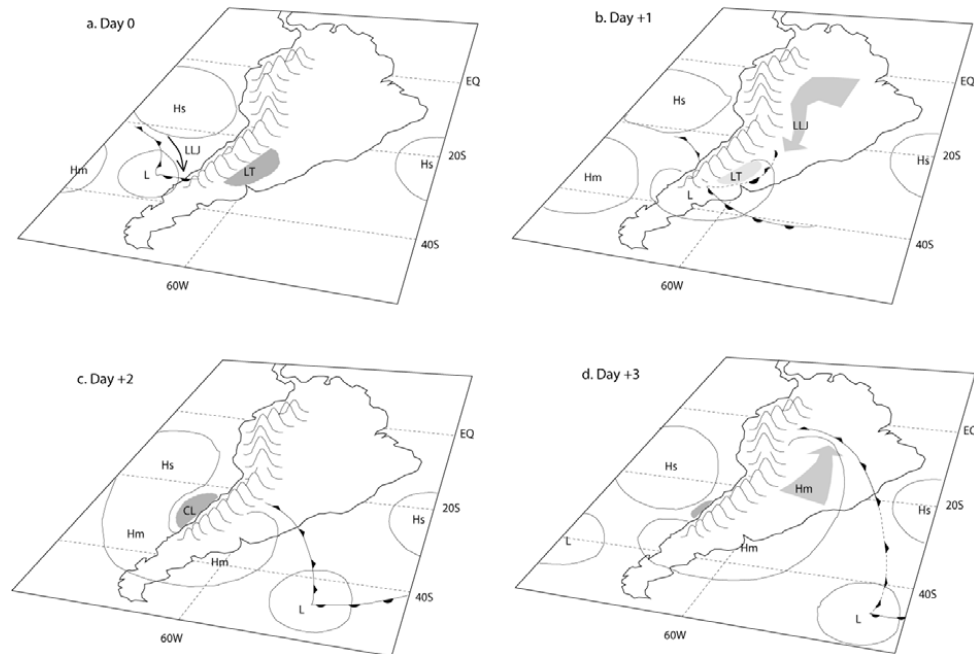 a. Day 0
EQ
Hs
LLJ
20S
Hm
L
LT
Hs
40S
60W
b. Day +1
EQ
Hs
LLJ
20S
Hm
LT
Hs
L
40S
60W
c. Day +2
EQ
Hs
20S
CL
Hs
Hm
Hm
40S
L
60W
d. Day +3
EQ
Hs
Hm
20S
Hs
L
Hm
40S
L
60W